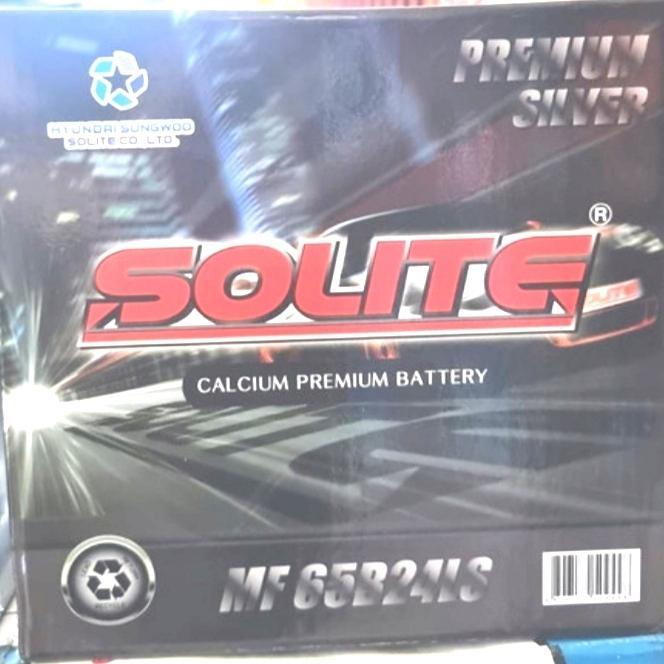 HYUNDAI SUNGWOO
SOLITE CO., LTD.
PREMIUM
SILVER
SOLITE®
CALCIUM PREMIUM BATTERY
MF 65B24LS